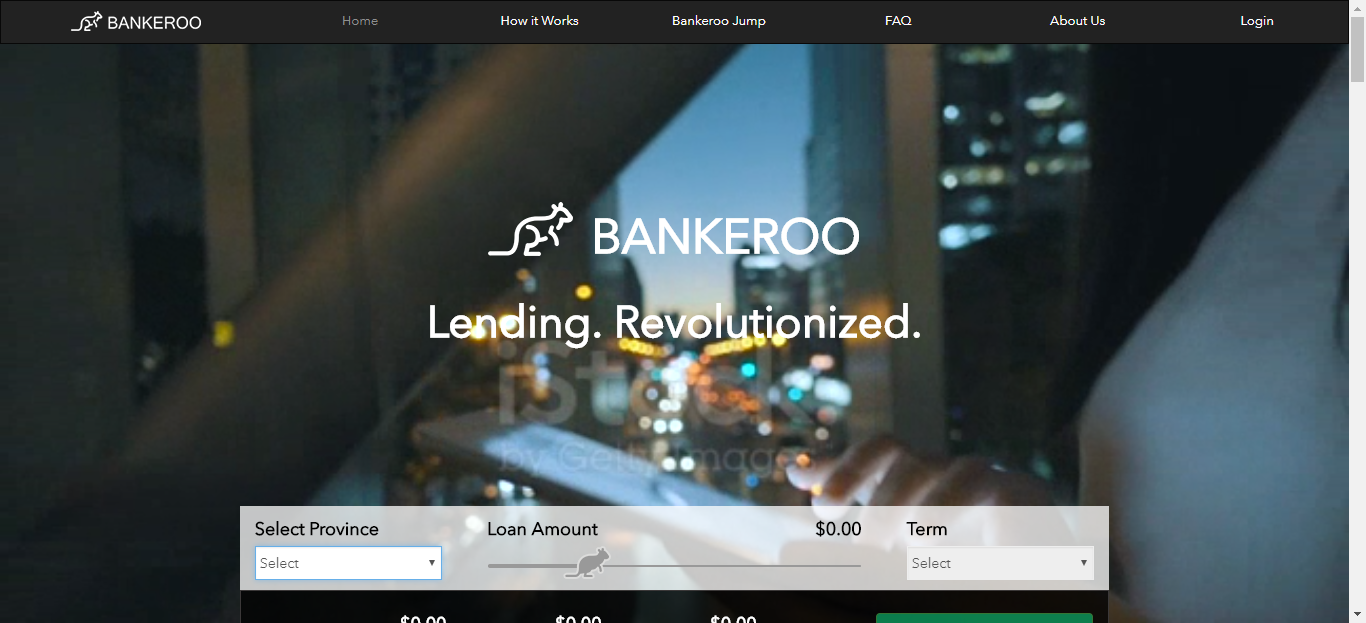 BANKEROO
Home
How it Works
Bankeroo Jump
FAQ
About Us
Login
BANKEROO
Lending. Revolutionized.
iStock
by Getty Images
Select Province
Loan Amount
$0.00
Term
Select
Select
$0.00
$0.00
$0.00